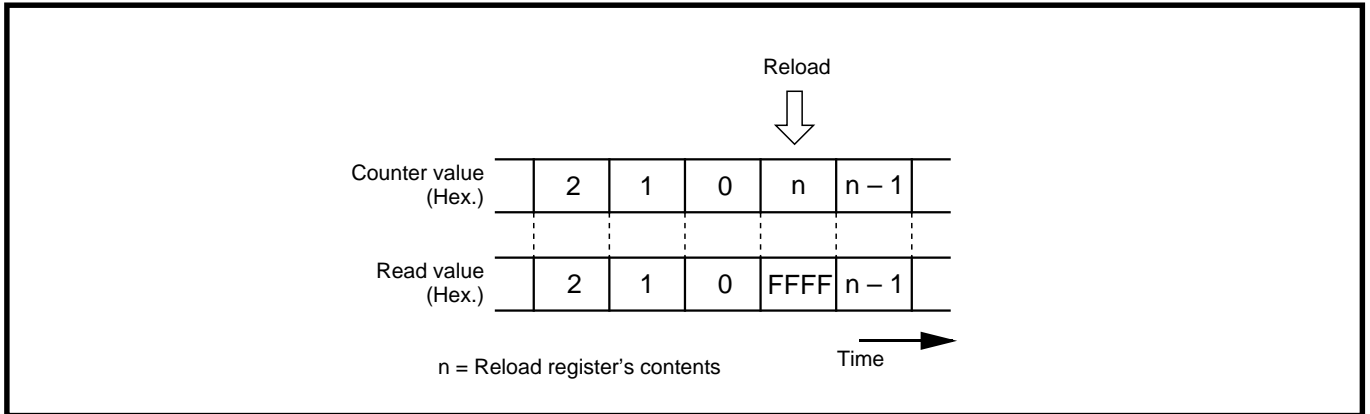 Reload
Counter value
(Hex.)
2 1 0 n n – 1
Read value
(Hex.)
2 1 0 FFFF n – 1
Time
n = Reload register’s contents